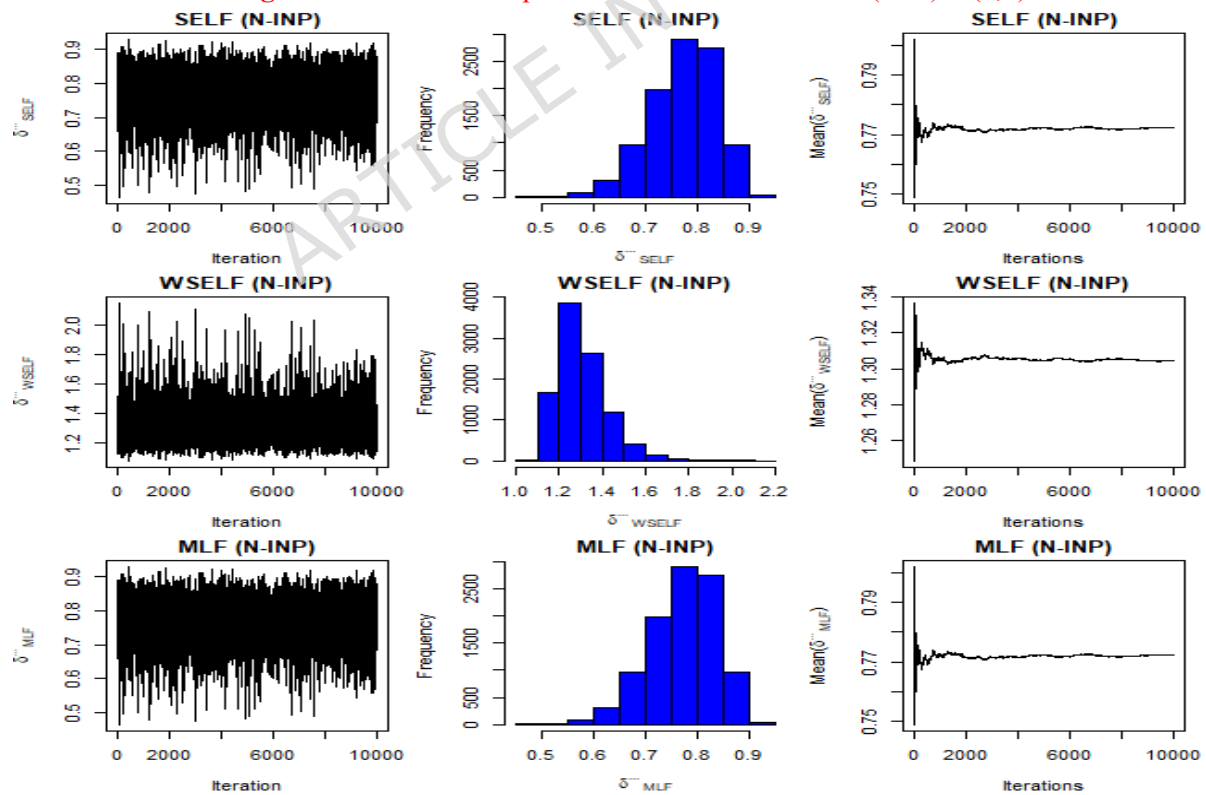 SELF (N-INP)
0.5 0.6 0.7 0.8 0.9
0 2000 6000 10000
Iteration
SELF (N-INP)
Frequency
0 500 1500 2500
0.5 0.6 0.7 0.8 0.9
SELF
SELF (N-INP)
0.75 0.77 0.79
0 2000 6000 10000
Iterations
WSELF (N-INP)
1.2 1.4 1.6 1.8 2.0
0 2000 6000 10000
Iteration
WSELF (N-INP)
Frequency
0 1000 2000 3000 4000
1.0 1.2 1.4 1.6 1.8 2.0 2.2
WSELF
WSELF (N-INP)
1.26 1.28 1.30 1.32 1.34
0 2000 6000 10000
Iterations
MLF (N-INP)
0.5 0.6 0.7 0.8 0.9
0 2000 6000 10000
Iteration
MLF (N-INP)
Frequency
0 500 1500 2500
0.5 0.6 0.7 0.8 0.9
MLF
MLF (N-INP)
0.75 0.77 0.79
0 2000 6000 10000
Iterations
ARTICLE IN